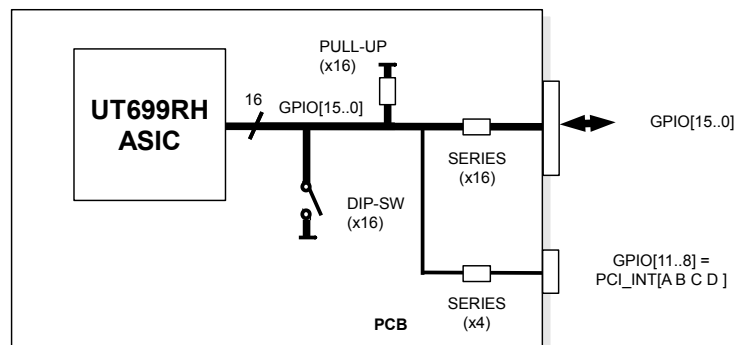 PULL-UP
(x16)
UT699RH
ASIC
16
GPIO[15..0]
GPIO[15..0]
SERIES
(x16)
DIP-SW
(x16)
GPIO[11..8] =
PCI_INT[A B C D ]
SERIES
(x4)
PCB